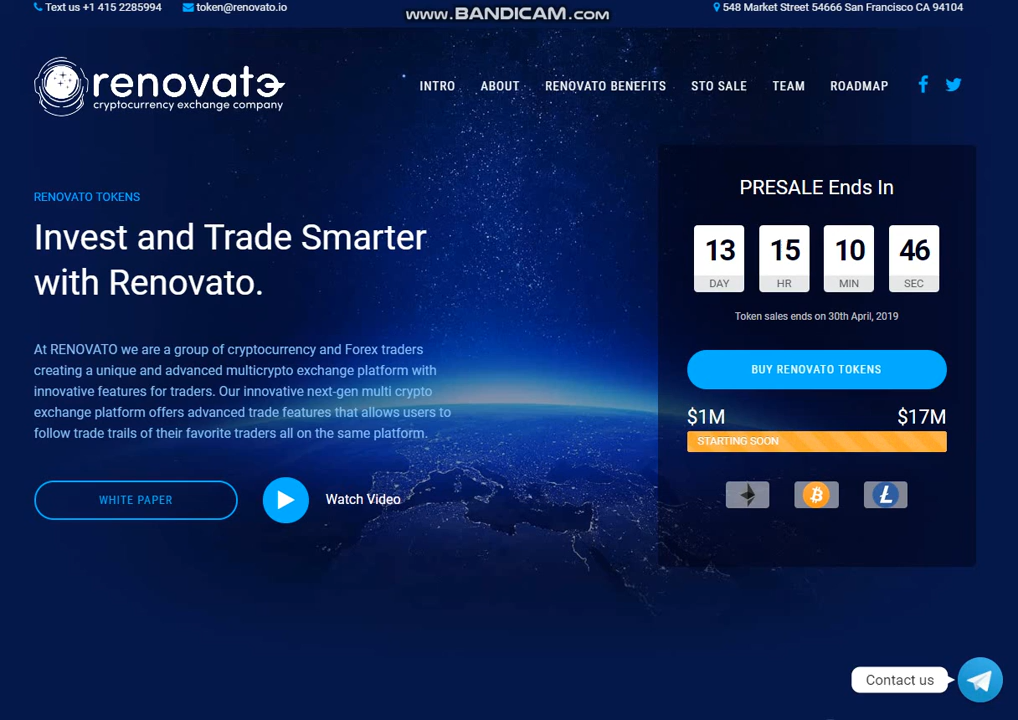 Text us +1 415 2285994
token@renovato.io
www.BANDICAM.com
548 Market Street 54666 San Francisco CA 94104
renovato
cryptocurrency exchange company
INTRO
ABOUT
RENOVATO BENEFITS
STO SALE
TEAM
ROADMAP
RENOVATO TOKENS
Invest and Trade Smarter
with Renovato.
At RENOVATO we are a group of cryptocurrency and Forex traders
creating a unique and advanced multicrypto exchange platform with
innovative features for traders. Our innovative next-gen multi crypto
exchange platform offers advanced trade features that allows users to
follow trade trails of their favorite traders all on the same platform.
WHITE PAPER
Watch Video
PRESALE Ends In
13 15 10 46
DAY HR MIN SEC
Token sales ends on 30th April, 2019
BUY RENOVATO TOKENS
$1M $17M
STARTING SOON
Contact us